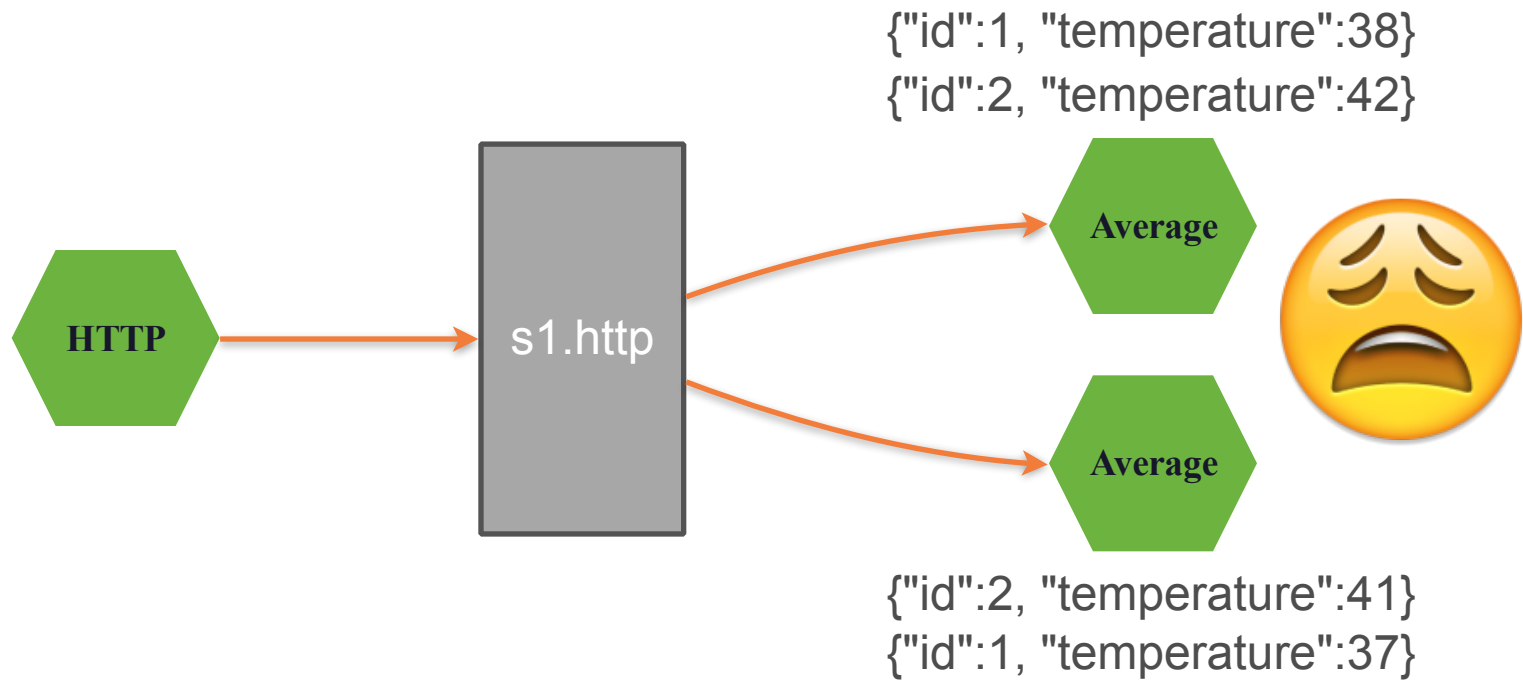 {"id":1, "temperature":38}
{"id":2, "temperature":42}
Average
HTTP
s1.http
Average
{"id":2, "temperature":41}
{"id":1, "temperature":37}